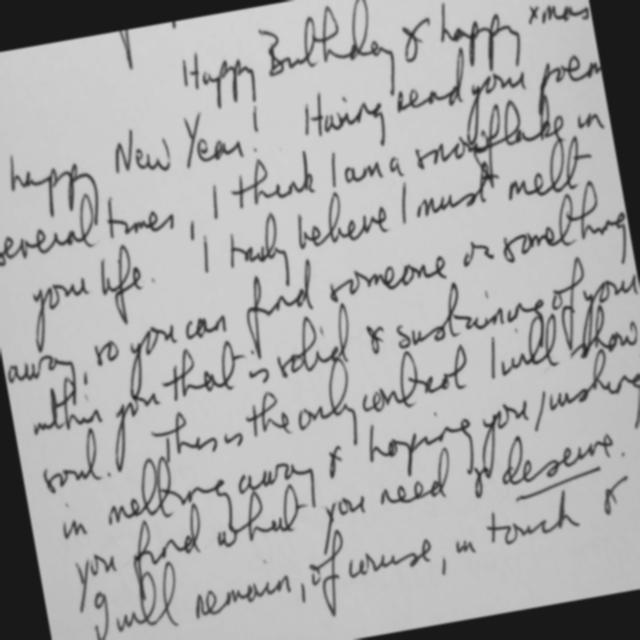 Happy Birthday & happy xmas
happy New Year! Having read your poem
several times, I think I am a snowflake in
your life. I truly believe I must melt
away, so you can find someone or something
within you that is solid & sustaining of your
soul. This is the only control I will show
in melting away & hoping you, wishing
you find what you need & deserve.
I will remain, of course, in touch &